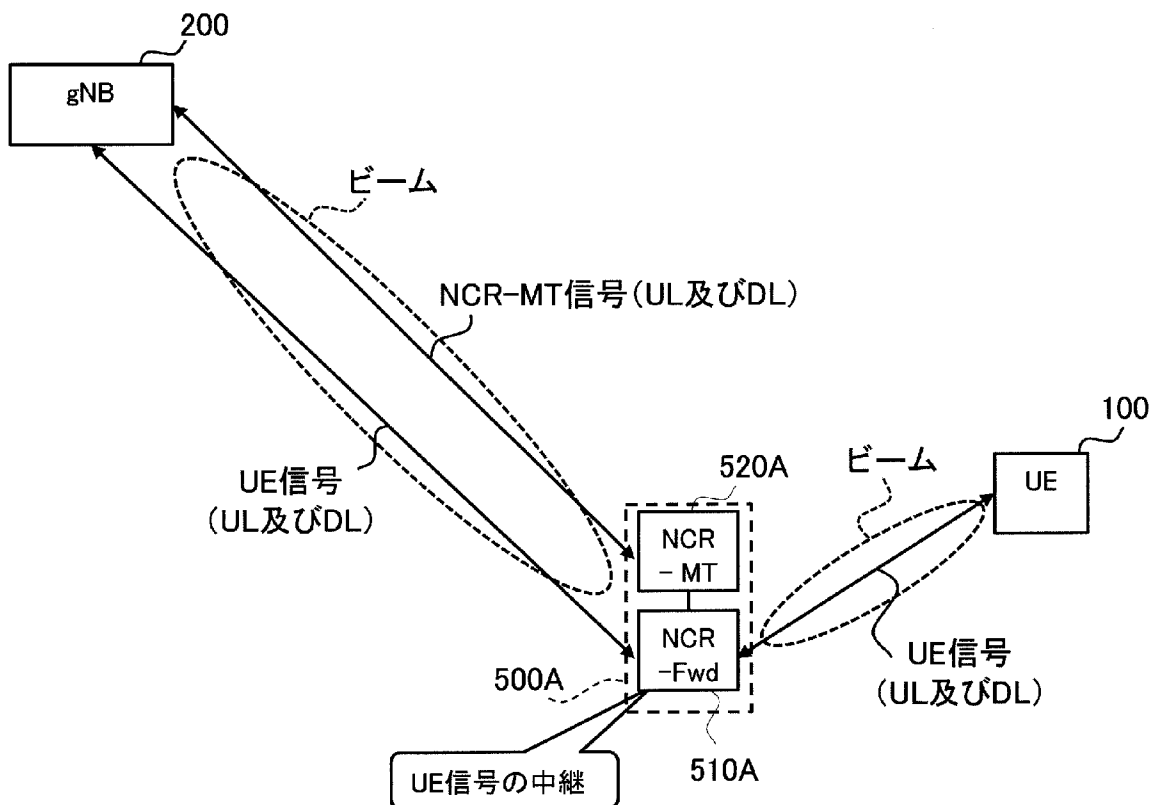 200
gNB
ビーム
NCR-MT信号(UL及びDL)
UE信号
(UL及びDL)
100
UE
ビーム
520A
NCR
- MT
NCR
-Fwd
500A
UE信号
(UL及びDL)
510A
UE信号の中継